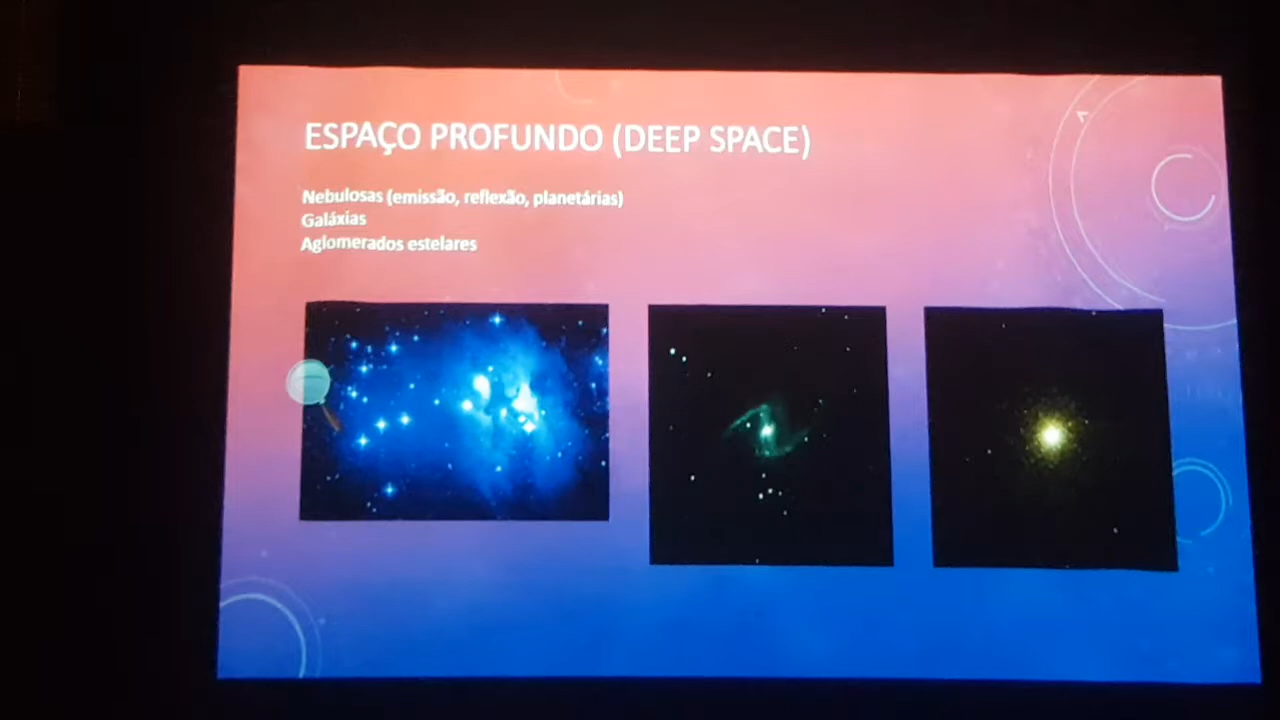 ESPAÇO PROFUNDO (DEEP SPACE)
Nebulosas (emissão, reflexão, planetárias)
Galáxias
Aglomerados estelares